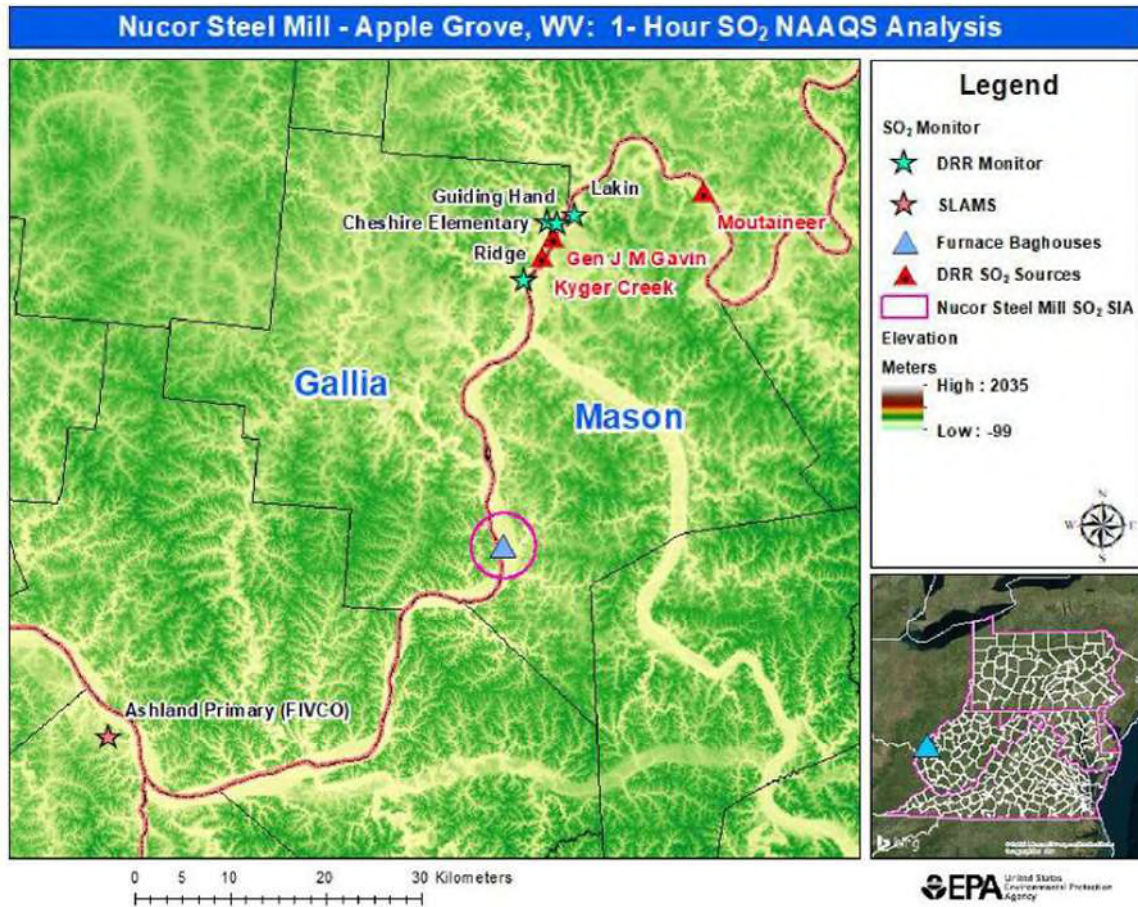 Nucor Steel Mill - Apple Grove, WV: 1- Hour SO₂ NAAQS Analysis
Lakin
Guiding Hand
Cheshire Elementary
Moutaineer
Ridge
Gen J M Gavin
Kyger Creek
Gallia
Mason
Ashland Primary (FIVCO)
0 5 10 20 30 Kilometers
Legend
SO₂ Monitor
DRR Monitor
SLAMS
Furnace Baghouses
DRR SO₂ Sources
Nucor Steel Mill SO₂ SIA
Elevation
Meters
High : 2035
Low : -99
N
W E
S
EPA
United States
Environmental Protection
Agency